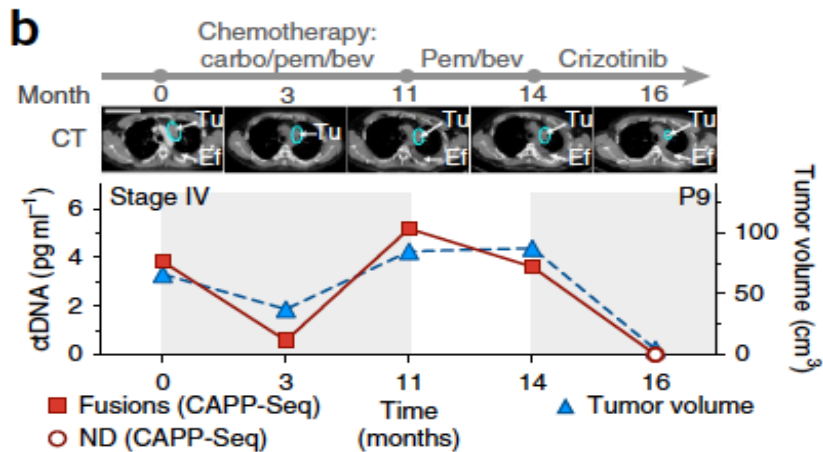 b
Chemotherapy:
carbo/pem/bev Pem/bev Crizotinib
Month 0 3 11 14 16
CT Tu Tu Tu Tu Tu
Ef Ef Ef Ef
Stage IV P9
ctDNA (pg ml⁻¹)
6
4
2
0
Tumor volume (cm³)
100
50
0
0 3 11 14 16
Fusions (CAPP-Seq) Time Tumor volume
ND (CAPP-Seq) (months)